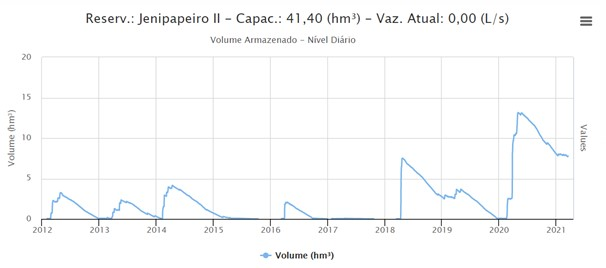 Reserv.: Jenipapeiro II - Capac.: 41,40 (hm³) - Vaz. Atual: 0,00 (L/s)
Volume Armazenado - Nível Diário
20
15
10
5
0
Volume (hm³)
Values
2012 2013 2014 2015 2016 2017 2018 2019 2020 2021
Volume (hm³)